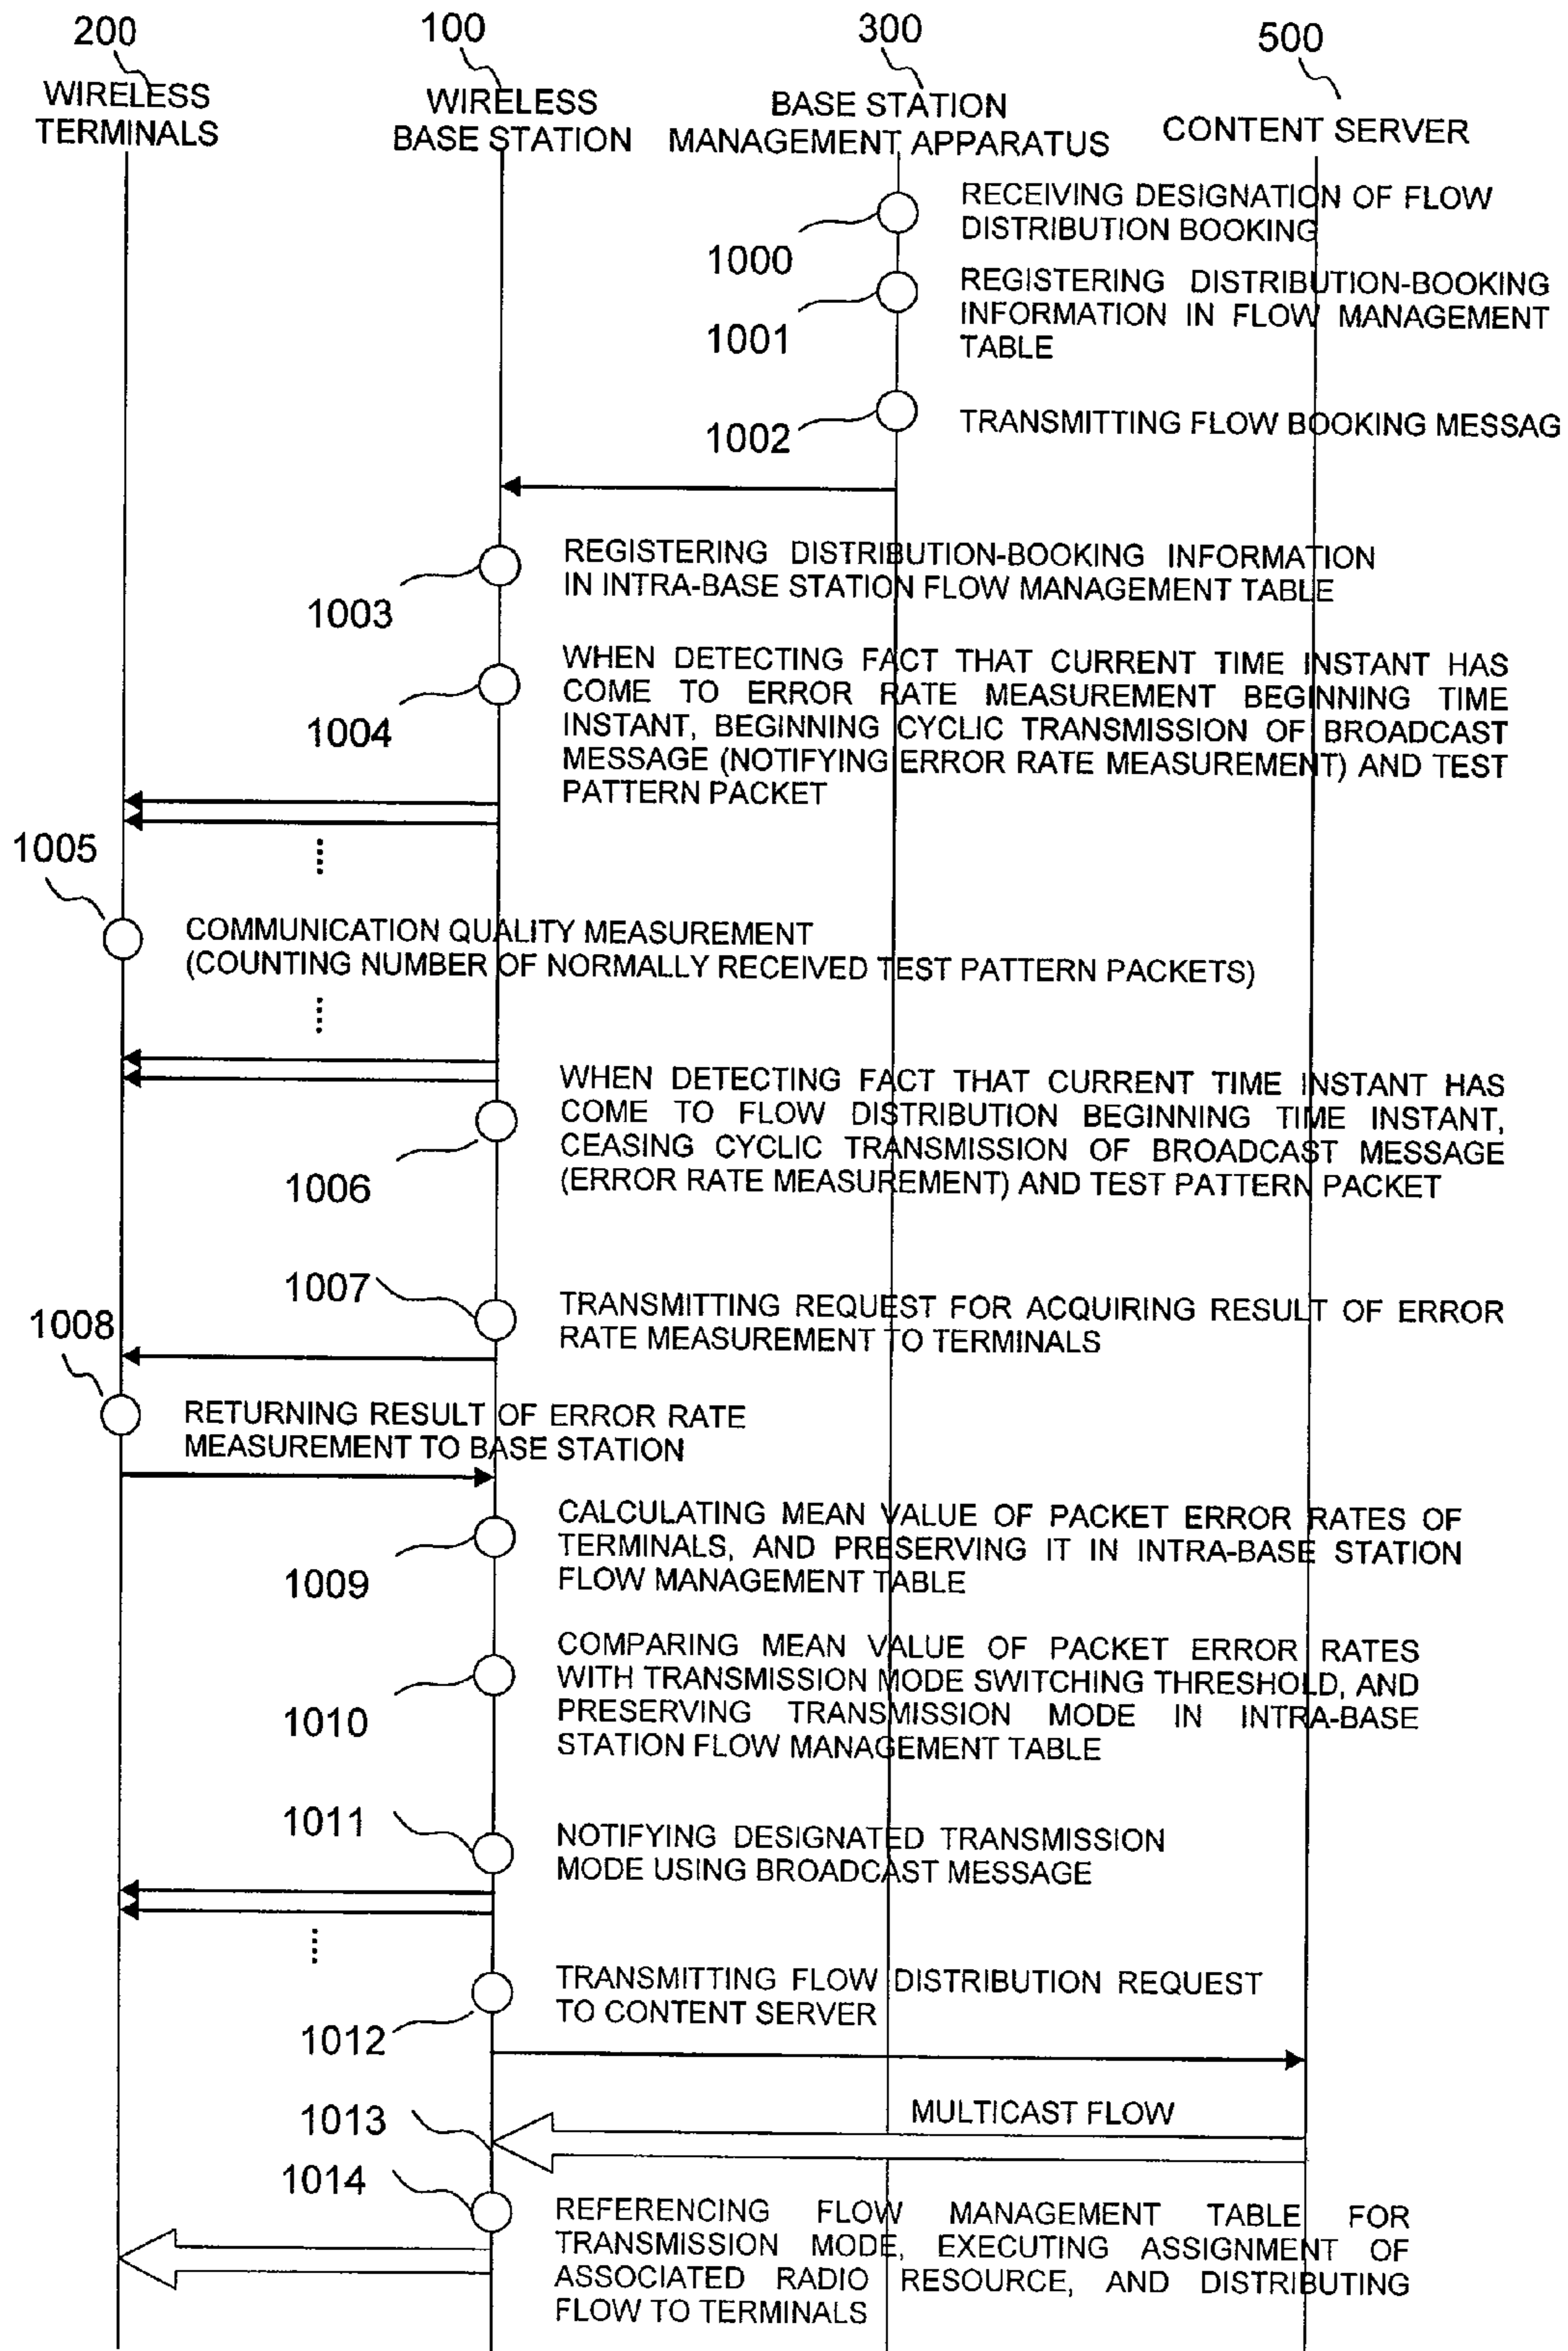 200
WIRELESS
TERMINALS
100
WIRELESS
BASE STATION
300
BASE STATION
MANAGEMENT APPARATUS
500
CONTENT SERVER
1000
RECEIVING DESIGNATION OF FLOW
DISTRIBUTION BOOKING
1001
REGISTERING DISTRIBUTION-BOOKING
INFORMATION IN FLOW MANAGEMENT
TABLE
1002
TRANSMITTING FLOW BOOKING MESSAG
1003
REGISTERING DISTRIBUTION-BOOKING INFORMATION
IN INTRA-BASE STATION FLOW MANAGEMENT TABLE
1004
WHEN DETECTING FACT THAT CURRENT TIME INSTANT HAS
COME TO ERROR RATE MEASUREMENT BEGINNING TIME
INSTANT, BEGINNING CYCLIC TRANSMISSION OF BROADCAST
MESSAGE (NOTIFYING ERROR RATE MEASUREMENT) AND TEST
PATTERN PACKET
1005
COMMUNICATION QUALITY MEASUREMENT
(COUNTING NUMBER OF NORMALLY RECEIVED TEST PATTERN PACKETS)
1006
WHEN DETECTING FACT THAT CURRENT TIME INSTANT HAS
COME TO FLOW DISTRIBUTION BEGINNING TIME INSTANT,
CEASING CYCLIC TRANSMISSION OF BROADCAST MESSAGE
(ERROR RATE MEASUREMENT) AND TEST PATTERN PACKET
1007
TRANSMITTING REQUEST FOR ACQUIRING RESULT OF ERROR
RATE MEASUREMENT TO TERMINALS
1008
RETURNING RESULT OF ERROR RATE
MEASUREMENT TO BASE STATION
1009
CALCULATING MEAN VALUE OF PACKET ERROR RATES OF
TERMINALS, AND PRESERVING IT IN INTRA-BASE STATION
FLOW MANAGEMENT TABLE
1010
COMPARING MEAN VALUE OF PACKET ERROR RATES
WITH TRANSMISSION MODE SWITCHING THRESHOLD, AND
PRESERVING TRANSMISSION MODE IN INTRA-BASE
STATION FLOW MANAGEMENT TABLE
1011
NOTIFYING DESIGNATED TRANSMISSION
MODE USING BROADCAST MESSAGE
1012
TRANSMITTING FLOW DISTRIBUTION REQUEST
TO CONTENT SERVER
1013
MULTICAST FLOW
1014
REFERENCING FLOW MANAGEMENT TABLE FOR
TRANSMISSION MODE, EXECUTING ASSIGNMENT OF
ASSOCIATED RADIO RESOURCE, AND DISTRIBUTING
FLOW TO TERMINALS